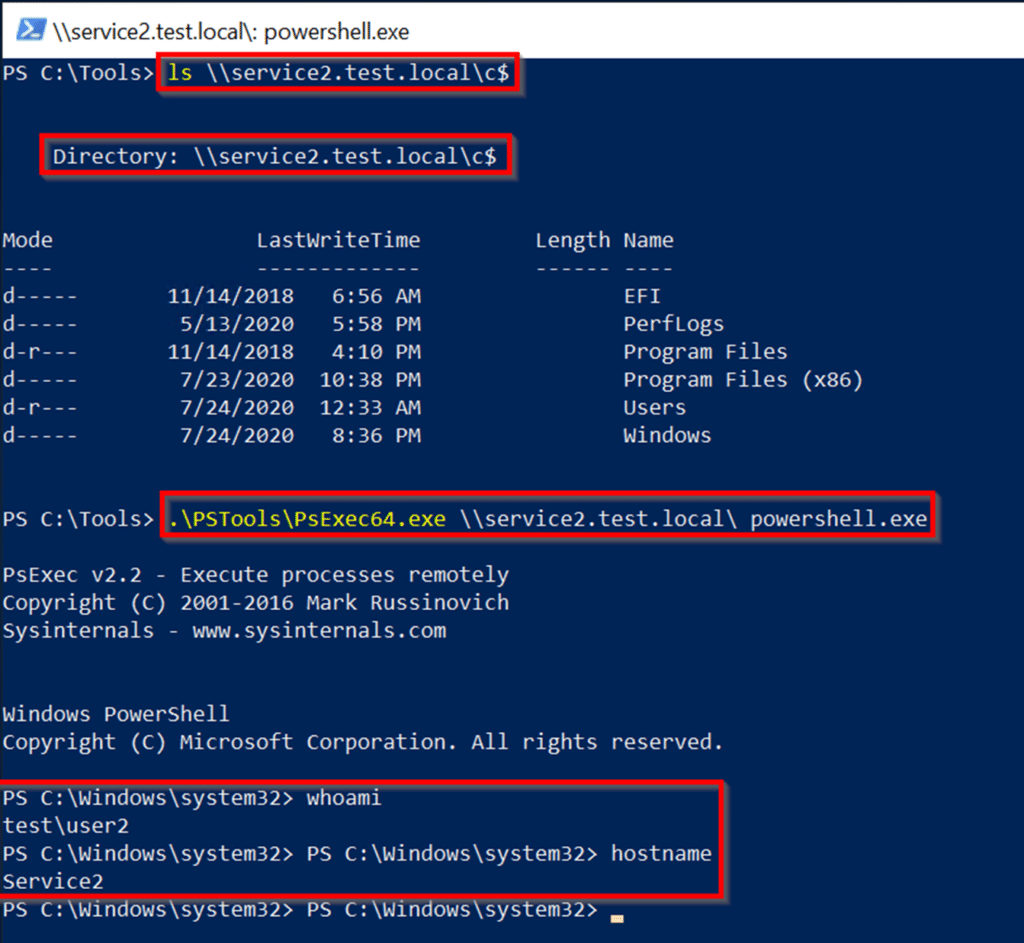 \\service2.test.local\: powershell.exe
PS C:\Tools> ls \\service2.test.local\c$
Directory: \\service2.test.local\c$
Mode LastWriteTime Length Name
---- ------------- ------ ----
d----- 11/14/2018 6:56 AM EFI
d----- 5/13/2020 5:58 PM PerfLogs
d-r--- 11/14/2018 4:10 PM Program Files
d----- 7/23/2020 10:38 PM Program Files (x86)
d-r--- 7/24/2020 12:33 AM Users
d----- 7/24/2020 8:36 PM Windows
PS C:\Tools> .\PSTools\PsExec64.exe \\service2.test.local\ powershell.exe
PsExec v2.2 - Execute processes remotely
Copyright (C) 2001-2016 Mark Russinovich
Sysinternals - www.sysinternals.com
Windows PowerShell
Copyright (C) Microsoft Corporation. All rights reserved.
PS C:\Windows\system32> whoami
test\user2
PS C:\Windows\system32> PS C:\Windows\system32> hostname
Service2
PS C:\Windows\system32> PS C:\Windows\system32> _